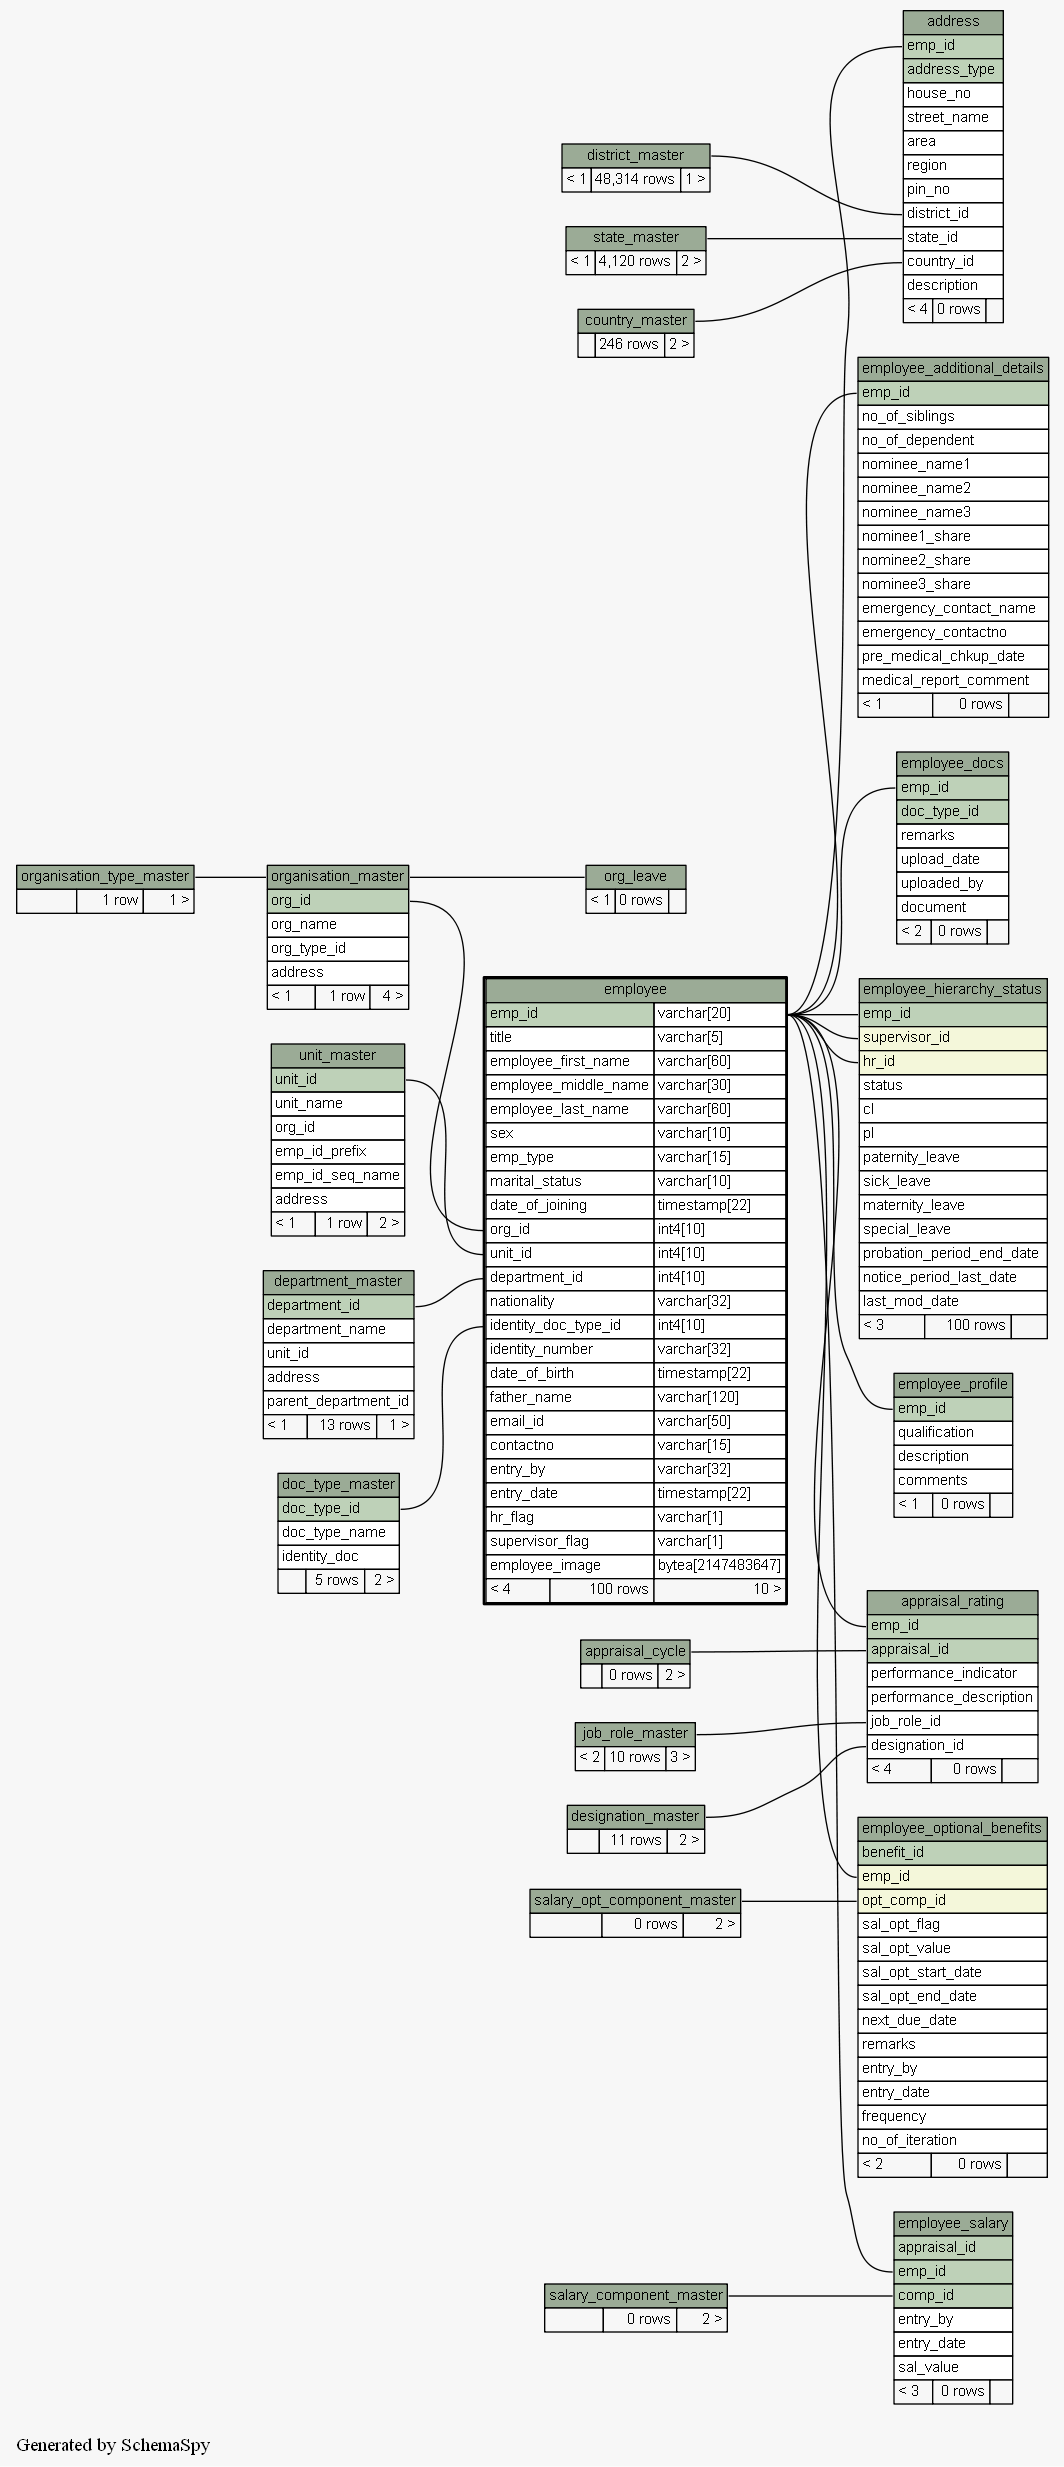 address
emp_id
address_type
house_no
street_name
area
region
pin_no
district_id
state_id
country_id
description
< 4 0 rows
district_master
< 1 48,314 rows 1 >
state_master
< 1 4,120 rows 2 >
country_master
246 rows 2 >
employee_additional_details
emp_id
no_of_siblings
no_of_dependent
nominee_name1
nominee_name2
nominee_name3
nominee1_share
nominee2_share
nominee3_share
emergency_contact_name
emergency_contactno
pre_medical_chkup_date
medical_report_comment
< 1 0 rows
employee_docs
emp_id
doc_type_id
remarks
upload_date
uploaded_by
document
< 2 0 rows
organisation_type_master
1 row 1 >
organisation_master
org_id
org_name
org_type_id
address
< 1 1 row 4 >
org_leave
< 1 0 rows
unit_master
unit_id
unit_name
org_id
emp_id_prefix
emp_id_seq_name
address
< 1 1 row 2 >
department_master
department_id
department_name
unit_id
address
parent_department_id
< 1 13 rows 1 >
doc_type_master
doc_type_id
doc_type_name
identity_doc
5 rows 2 >
employee
emp_id varchar[20]
title varchar[5]
employee_first_name varchar[60]
employee_middle_name varchar[30]
employee_last_name varchar[60]
sex varchar[10]
emp_type varchar[15]
marital_status varchar[10]
date_of_joining timestamp[22]
org_id int4[10]
unit_id int4[10]
department_id int4[10]
nationality varchar[32]
identity_doc_type_id int4[10]
identity_number varchar[32]
date_of_birth timestamp[22]
father_name varchar[120]
email_id varchar[50]
contactno varchar[15]
entry_by varchar[32]
entry_date timestamp[22]
hr_flag varchar[1]
supervisor_flag varchar[1]
employee_image bytea[2147483647]
< 4 100 rows 10 >
employee_hierarchy_status
emp_id
supervisor_id
hr_id
status
cl
pl
paternity_leave
sick_leave
maternity_leave
special_leave
probation_period_end_date
notice_period_last_date
last_mod_date
< 3 100 rows
employee_profile
emp_id
qualification
description
comments
< 1 0 rows
appraisal_rating
emp_id
appraisal_id
performance_indicator
performance_description
job_role_id
designation_id
< 4 0 rows
appraisal_cycle
0 rows 2 >
job_role_master
< 2 10 rows 3 >
designation_master
11 rows 2 >
employee_optional_benefits
benefit_id
emp_id
opt_comp_id
sal_opt_flag
sal_opt_value
sal_opt_start_date
sal_opt_end_date
next_due_date
remarks
entry_by
entry_date
frequency
no_of_iteration
< 2 0 rows
salary_opt_component_master
0 rows 2 >
employee_salary
appraisal_id
emp_id
comp_id
entry_by
entry_date
sal_value
< 3 0 rows
salary_component_master
0 rows 2 >
Generated by SchemaSpy